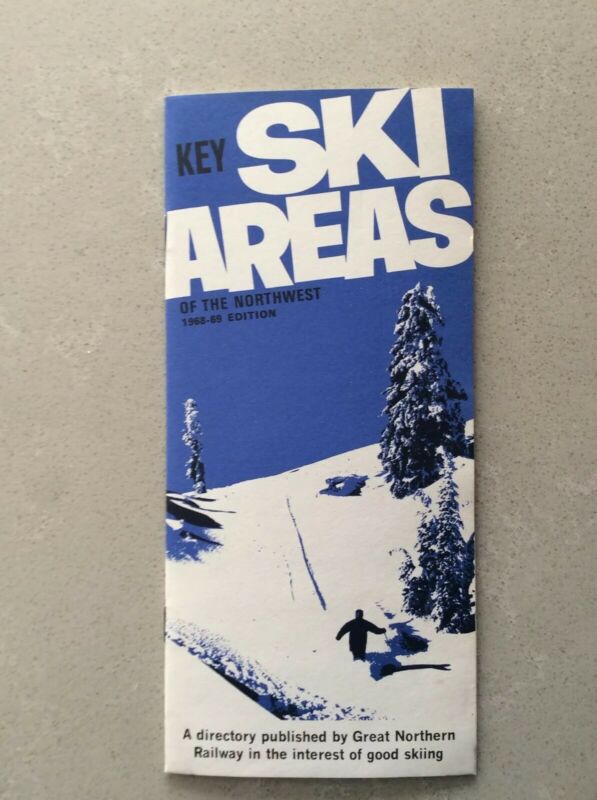 KEY SKI
AREAS
OF THE NORTHWEST
1968-69 EDITION
A directory published by Great Northern
Railway in the interest of good skiing